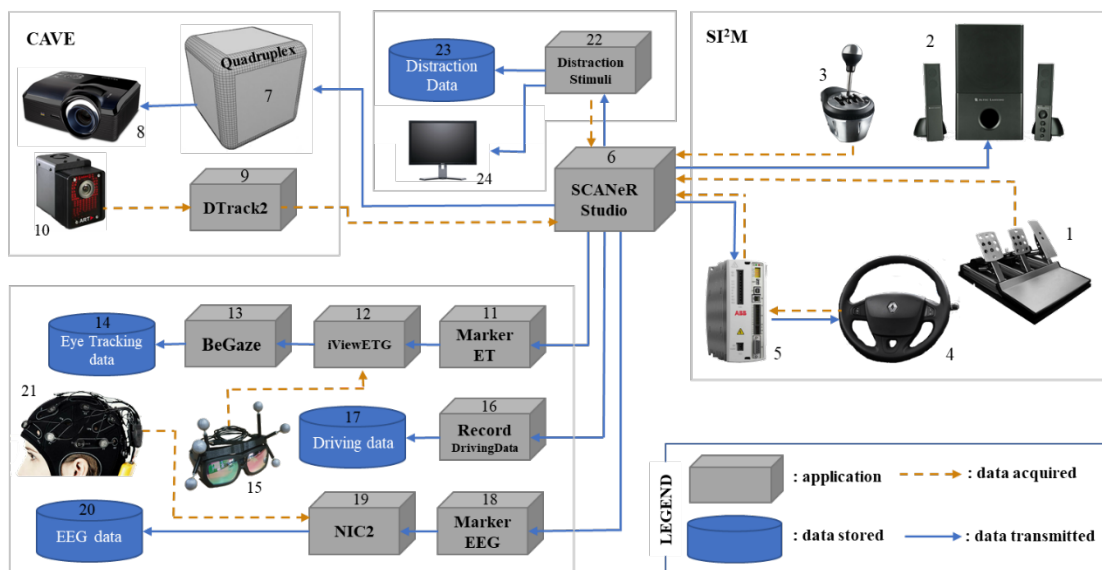 CAVE
Quadruplex
7
8
9
DTrack2
10
ART
23
Distraction
Data
22
Distraction
Stimuli
24
6
SCANeR
Studio
SI²M
2
3
1
ABB
5
4
14
Eye Tracking
data
13
BeGaze
12
iViewETG
11
Marker
ET
21
15
17
Driving data
16
Record
DrivingData
20
EEG data
19
NIC2
18
Marker
EEG
LEGEND
: application
: data acquired
: data stored
: data transmitted